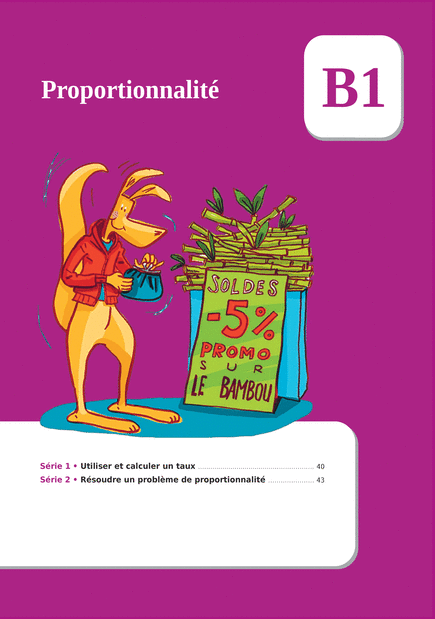 B1
Proportionnalité
SOLDES
-5%
PROMO
SUR
LE BAMBOU
Série 1 • Utiliser et calculer un taux ........................................ 40
Série 2 • Résoudre un problème de proportionnalité ................ 43